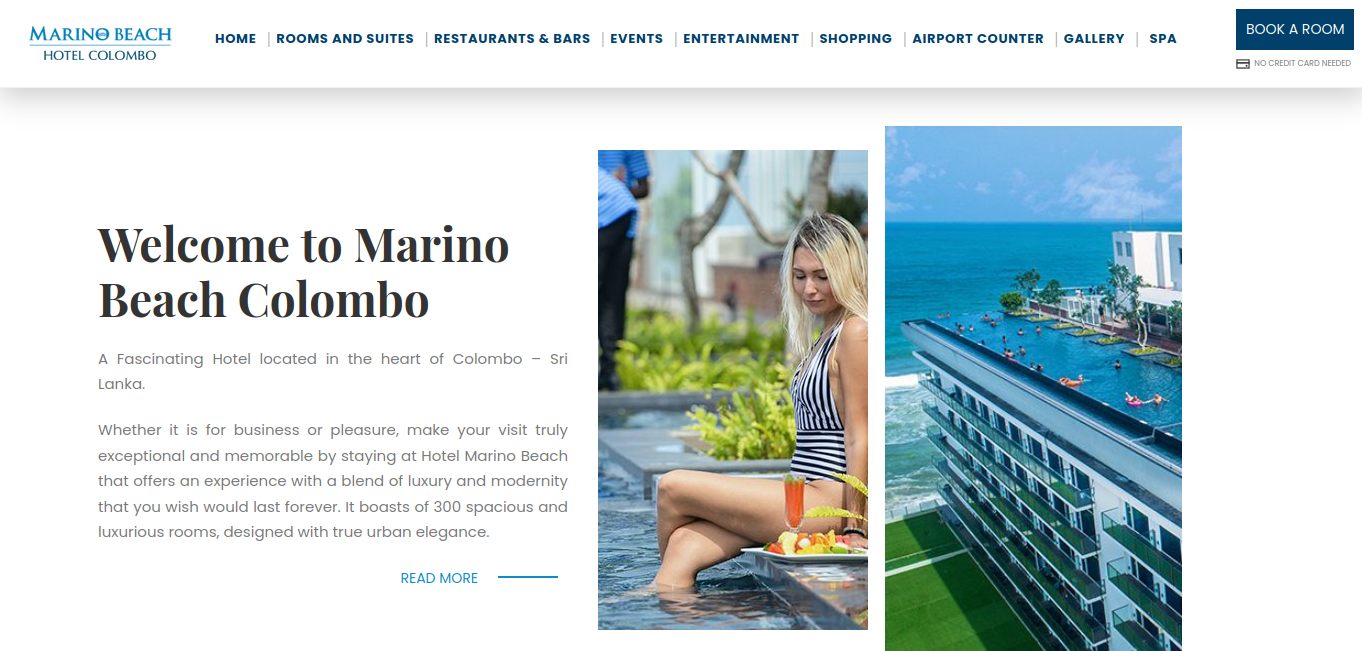 MARINO BEACH
HOTEL COLOMBO
HOME
ROOMS AND SUITES
RESTAURANTS & BARS
EVENTS
ENTERTAINMENT
SHOPPING
AIRPORT COUNTER
GALLERY
SPA
BOOK A ROOM
NO CREDIT CARD NEEDED
Welcome to Marino
Beach Colombo
A Fascinating Hotel located in the heart of Colombo – Sri
Lanka.
Whether it is for business or pleasure, make your visit truly
exceptional and memorable by staying at Hotel Marino Beach
that offers an experience with a blend of luxury and modernity
that you wish would last forever. It boasts of 300 spacious and
luxurious rooms, designed with true urban elegance.
READ MORE